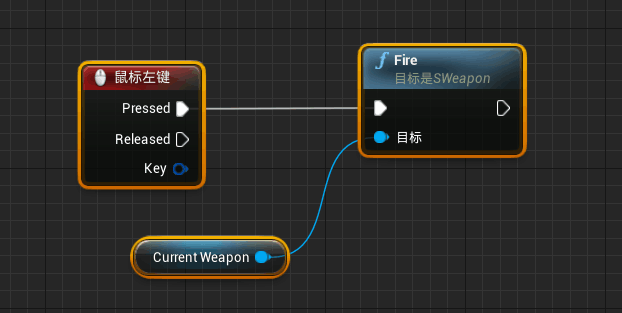 鼠标左键
Pressed
Released
Key
Fire
目标是SWeapon
目标
Current Weapon